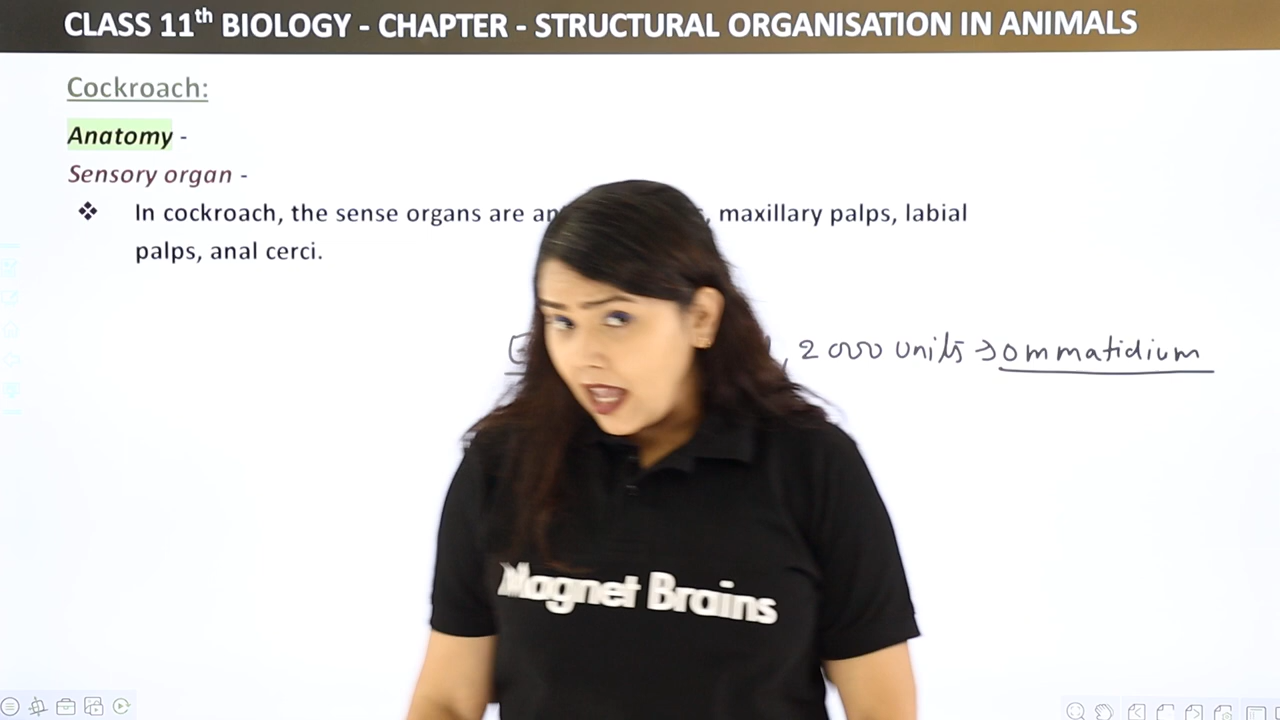 CLASS 11th BIOLOGY - CHAPTER - STRUCTURAL ORGANISATION IN ANIMALS
Cockroach:
Anatomy -
Sensory organ -
❖ In cockroach, the sense organs are , maxillary palps, labial
palps, anal cerci.
, 2000 units → ommatidium
Magnet Brains